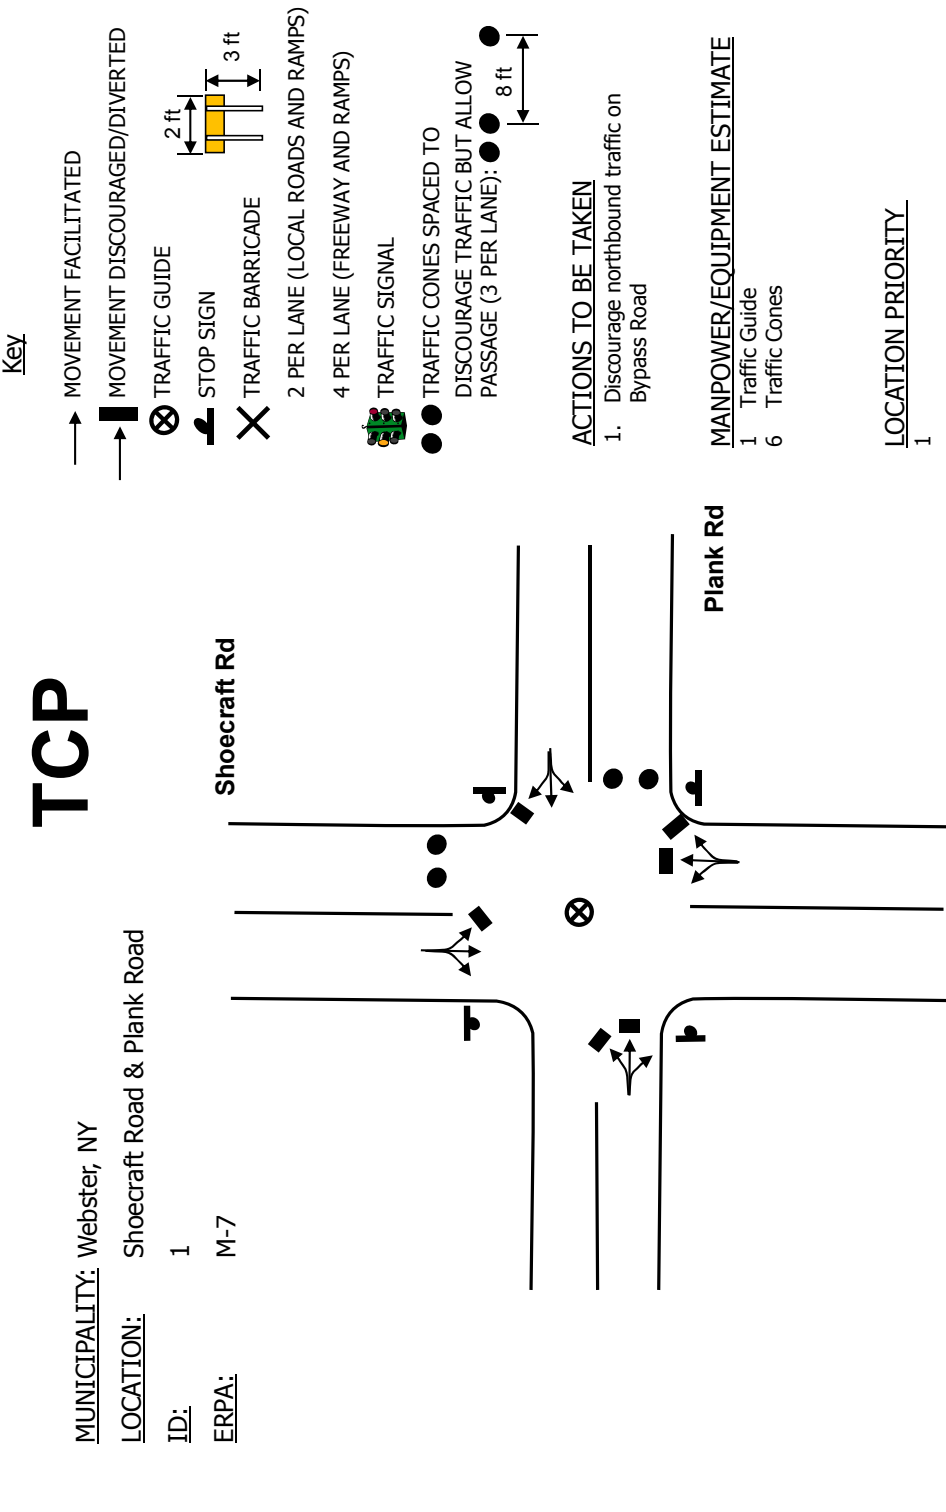 TCP
MUNICIPALITY: Webster, NY
LOCATION: Shoecraft Road & Plank Road
ID: 1
ERPA: M-7
Shoecraft Rd
Plank Rd
Key
MOVEMENT FACILITATED
MOVEMENT DISCOURAGED/DIVERTED
TRAFFIC GUIDE
STOP SIGN
TRAFFIC BARRICADE
2 PER LANE (LOCAL ROADS AND RAMPS)
4 PER LANE (FREEWAY AND RAMPS)
2 ft
3 ft
TRAFFIC SIGNAL
TRAFFIC CONES SPACED TO
DISCOURAGE TRAFFIC BUT ALLOW
PASSAGE (3 PER LANE):
8 ft
ACTIONS TO BE TAKEN
1. Discourage northbound traffic on
Bypass Road
MANPOWER/EQUIPMENT ESTIMATE
1 Traffic Guide
6 Traffic Cones
LOCATION PRIORITY
1